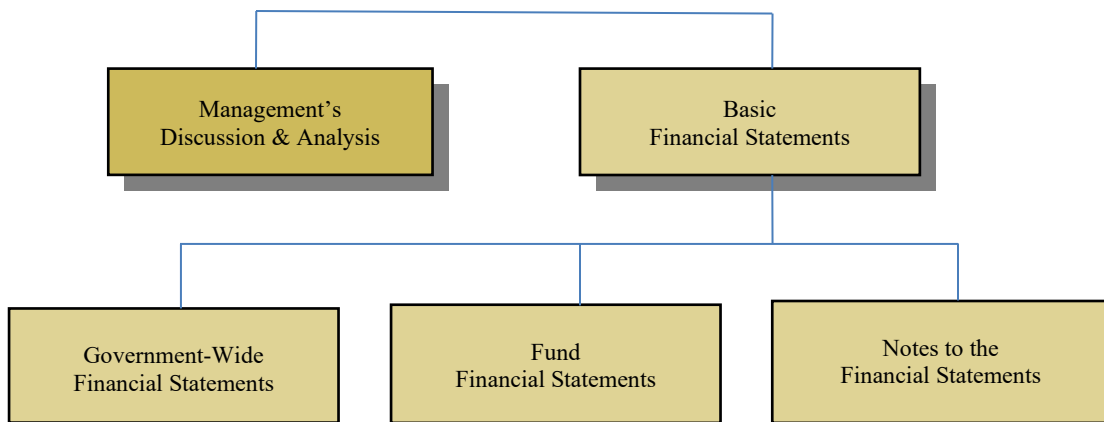 Management’s
Discussion & Analysis
Basic
Financial Statements
Government-Wide
Financial Statements
Fund
Financial Statements
Notes to the
Financial Statements